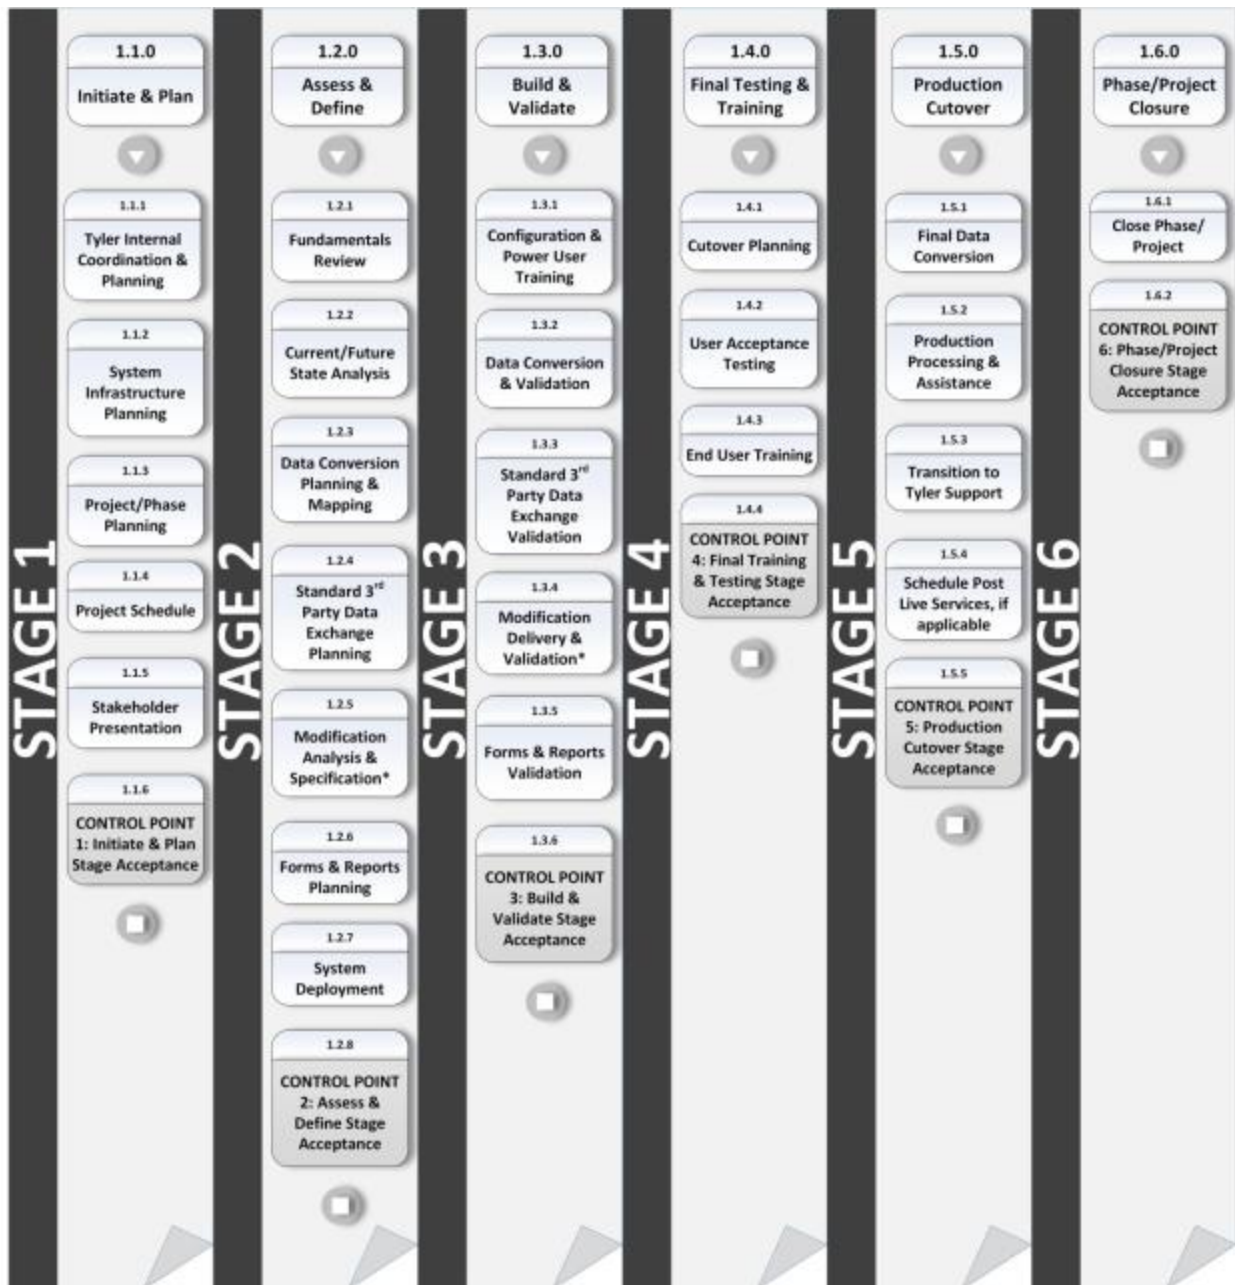 STAGE 1
1.1.0
Initiate & Plan
1.1.1
Tyler Internal
Coordination &
Planning
1.1.2
System
Infrastructure
Planning
1.1.3
Project/Phase
Planning
1.1.4
Project Schedule
1.1.5
Stakeholder
Presentation
1.1.6
CONTROL POINT
1: Initiate & Plan
Stage Acceptance
STAGE 2
1.2.0
Assess &
Define
1.2.1
Fundamentals
Review
1.2.2
Current/Future
State Analysis
1.2.3
Data Conversion
Planning &
Mapping
1.2.4
Standard 3rd
Party Data
Exchange
Planning
1.2.5
Modification
Analysis &
Specification*
1.2.6
Forms & Reports
Planning
1.2.7
System
Deployment
1.2.8
CONTROL POINT
2: Assess &
Define Stage
Acceptance
STAGE 3
1.3.0
Build &
Validate
1.3.1
Configuration &
Power User
Training
1.3.2
Data Conversion
& Validation
1.3.3
Standard 3rd
Party Data
Exchange
Validation
1.3.4
Modification
Delivery &
Validation*
1.3.5
Forms & Reports
Validation
1.3.6
CONTROL POINT
3: Build &
Validate Stage
Acceptance
STAGE 4
1.4.0
Final Testing &
Training
1.4.1
Cutover Planning
1.4.2
User Acceptance
Testing
1.4.3
End User Training
1.4.4
CONTROL POINT
4: Final Training
& Testing Stage
Acceptance
STAGE 5
1.5.0
Production
Cutover
1.5.1
Final Data
Conversion
1.5.2
Production
Processing &
Assistance
1.5.3
Transition to
Tyler Support
1.5.4
Schedule Post
Live Services, if
applicable
1.5.5
CONTROL POINT
5: Production
Cutover Stage
Acceptance
STAGE 6
1.6.0
Phase/Project
Closure
1.6.1
Close Phase/
Project
1.6.2
CONTROL POINT
6: Phase/Project
Closure Stage
Acceptance